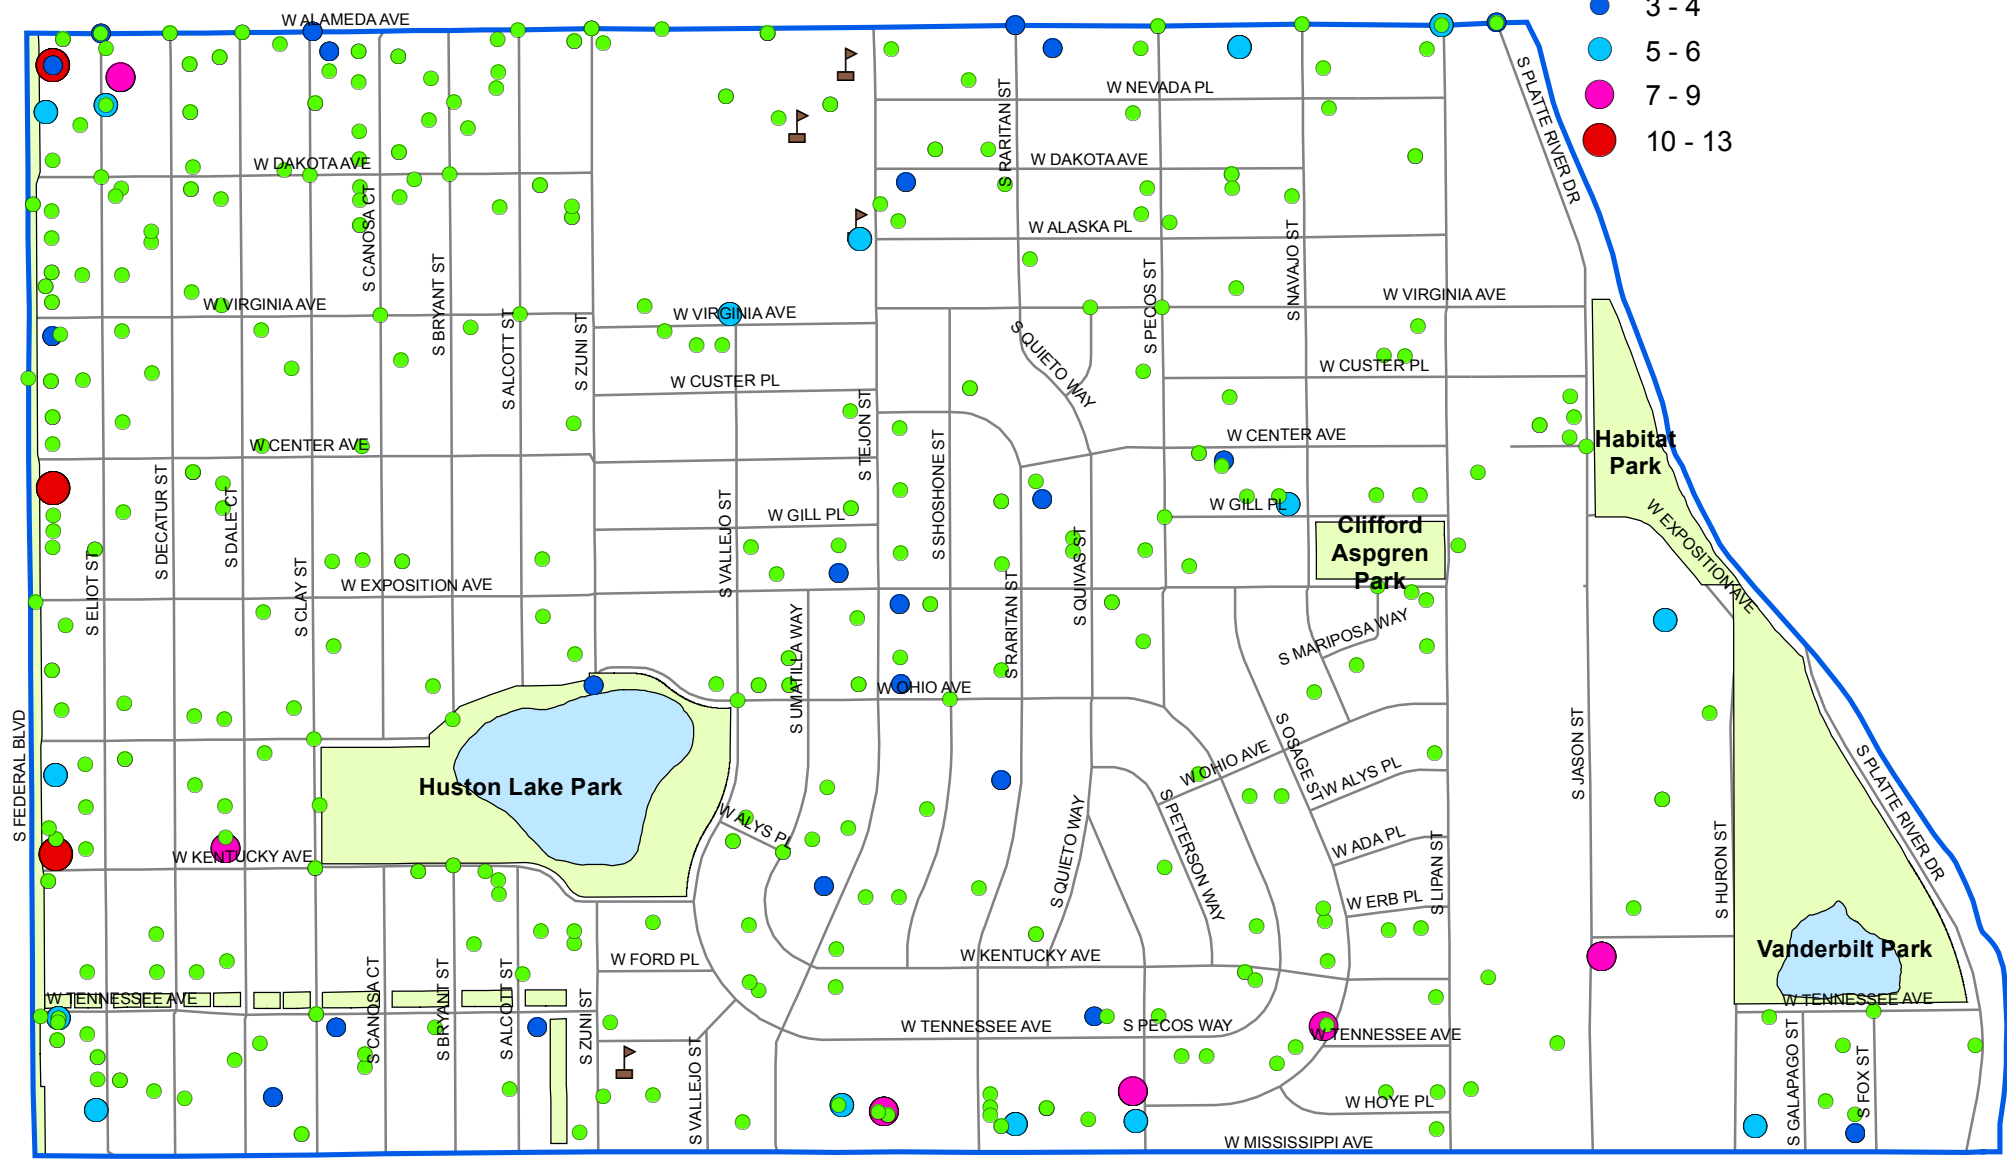 3 - 4
5 - 6
7 - 9
10 - 13
W ALAMEDA AVE
S PLATTE RIVER DR
W NEVADA PL
S RARITAN ST
W DAKOTA AVE
W DAKOTA AVE
S CANOSA CT
W ALASKA PL
S NAVAJO ST
S PECOS ST
S BRYANT ST
W VIRGINIA AVE
W VIRGINIA AVE
W VIRGINIA AVE
S ALCOTT ST
S ZUNI ST
S QUIETO WAY
W CUSTER PL
W CUSTER PL
S TEJON ST
W CENTER AVE
W CENTER AVE
Habitat
Park
S SHOSHONE ST
S DECATUR ST
S DALE CT
S VALLEJO ST
W GILL PL
W GILL PL
Clifford
Aspgren
Park
W EXPOSITION AVE
S ELIOT ST
S CLAY ST
W EXPOSITION AVE
S QUIVAS ST
S RARITAN ST
S UMATILLA WAY
S MARIPOSA WAY
W OHIO AVE
S OSAGE ST
W OHIO AVE
S JASON ST
S FEDERAL BLVD
W ALYS PL
S PLATTE RIVER DR
Huston Lake Park
W ALYS PL
S QUIETO WAY
S PETERSON WAY
W ADA PL
S LIPAN ST
S HURON ST
W KENTUCKY AVE
W ERB PL
Vanderbilt Park
W FORD PL
W KENTUCKY AVE
W TENNESSEE AVE
W TENNESSEE AVE
S CANOSA CT
S BRYANT ST
S ALCOTT ST
S ZUNI ST
W TENNESSEE AVE
S PECOS WAY
W TENNESSEE AVE
S VALLEJO ST
S GALAPAGO ST
S FOX ST
W HOYE PL
W MISSISSIPPI AVE